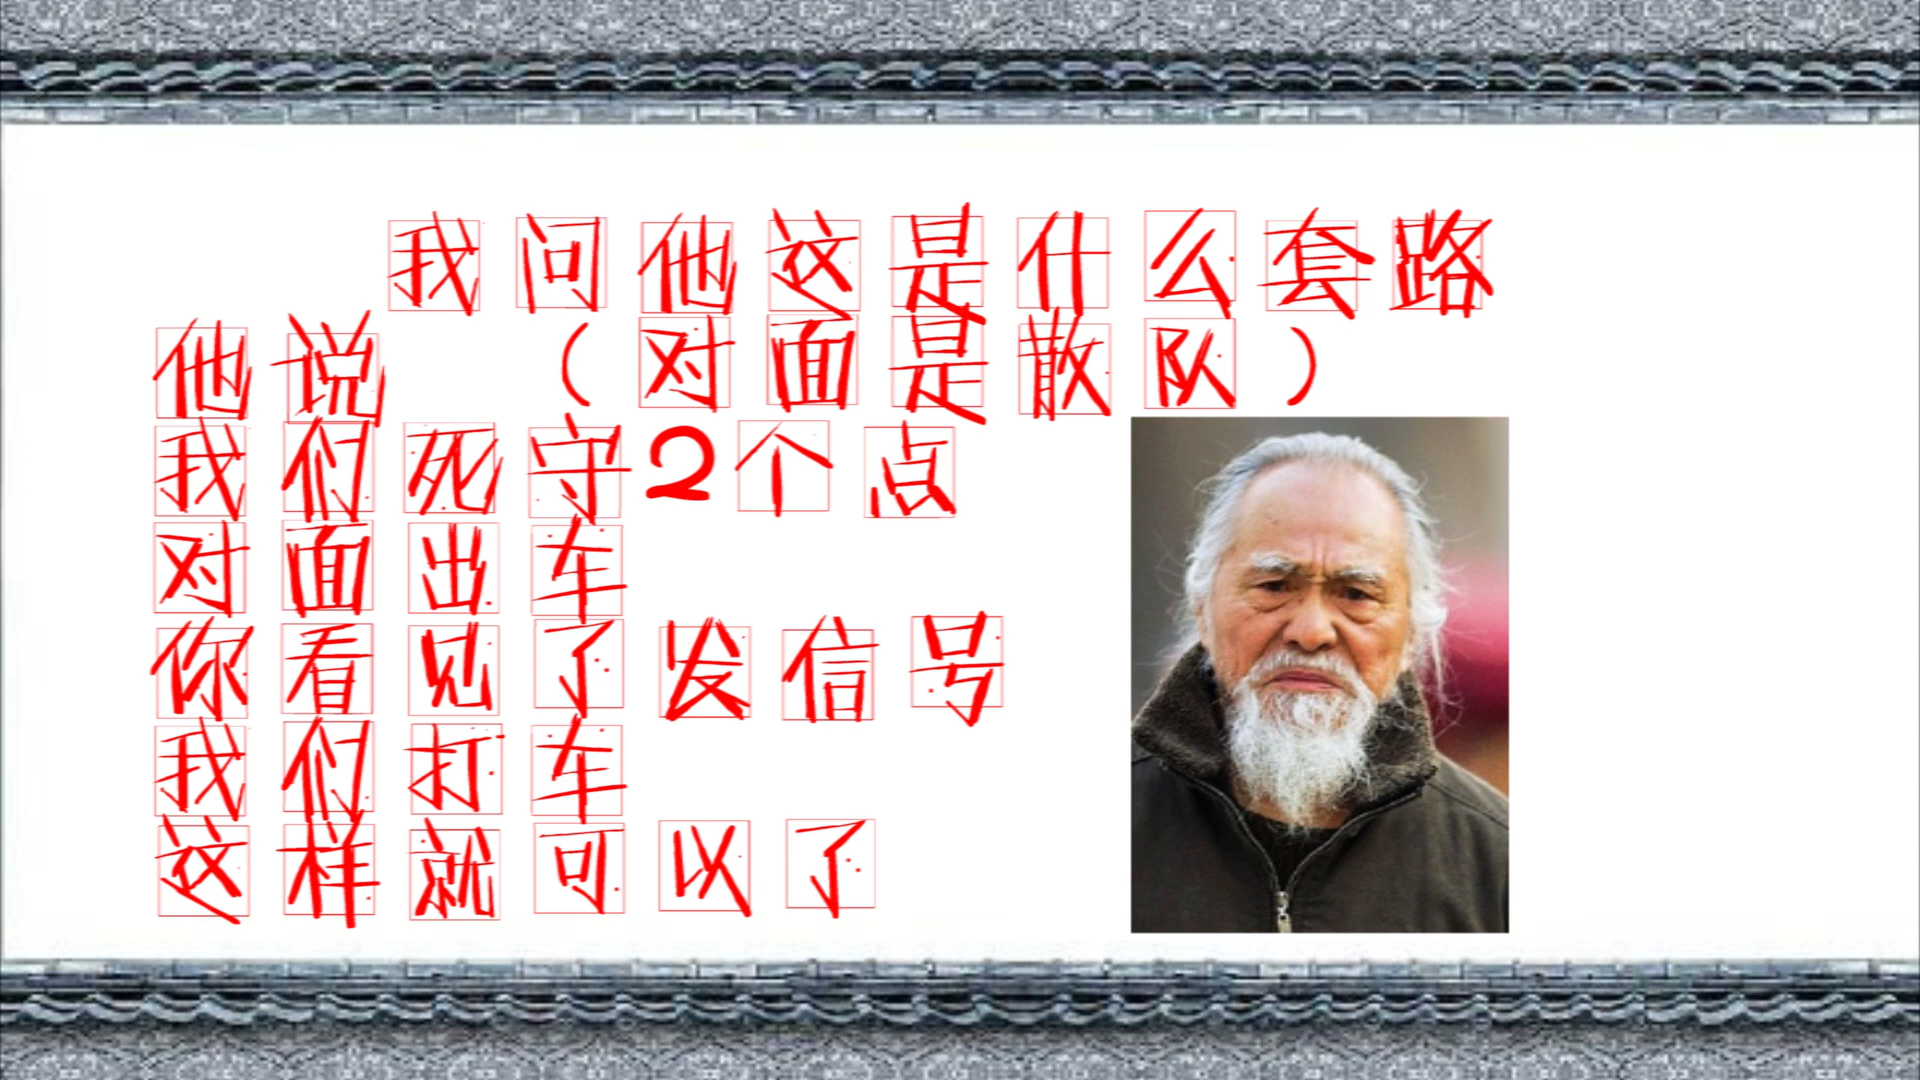 我问他这是什么套路
他说 （对面是散队）
我们死守2个点
对面出车
你看见了发信号
我们打车
这样就可以了